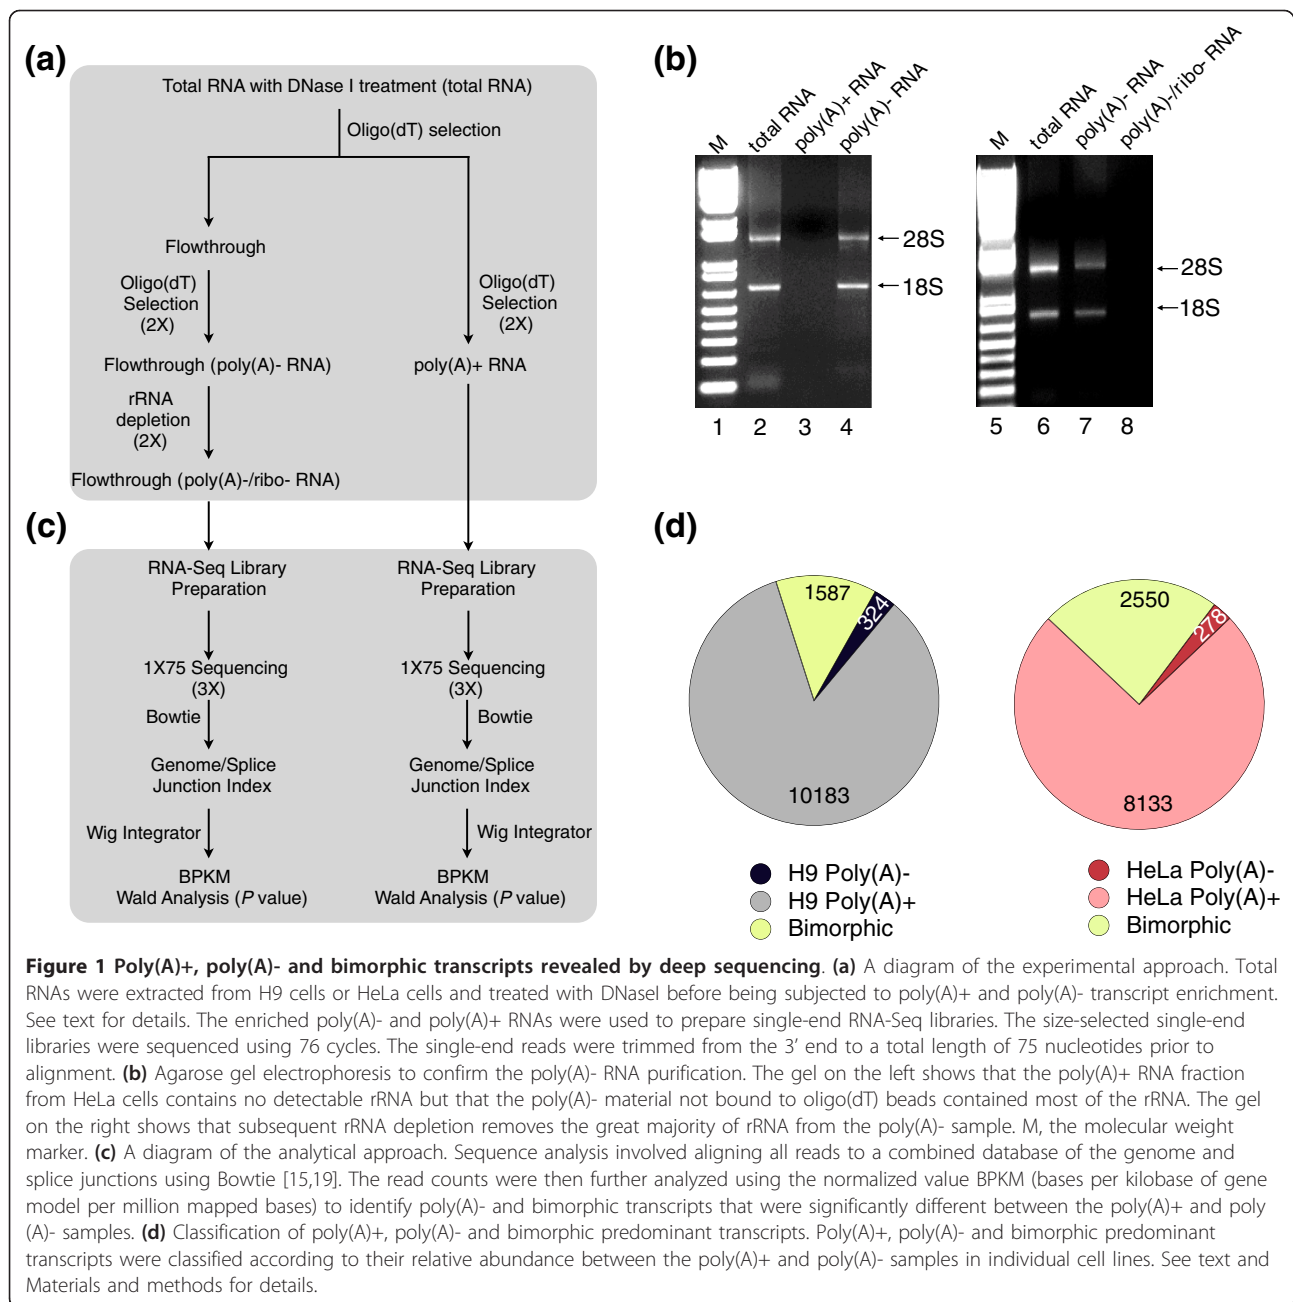 (a)
Total RNA with DNase I treatment (total RNA)
Oligo(dT) selection
Flowthrough
Oligo(dT)
Selection
(2X)
Oligo(dT)
Selection
(2X)
Flowthrough (poly(A)- RNA)
poly(A)+ RNA
rRNA
depletion
(2X)
Flowthrough (poly(A)-/ribo- RNA)
(b)
M
total RNA
poly(A)+ RNA
poly(A)- RNA
28S
18S
1 2 3 4
M
total RNA
poly(A)- RNA
poly(A)-/ribo- RNA
28S
18S
5 6 7 8
(c)
RNA-Seq Library
Preparation
1X75 Sequencing
(3X)
Bowtie
Genome/Splice
Junction Index
Wig Integrator
BPKM
Wald Analysis (P value)
RNA-Seq Library
Preparation
1X75 Sequencing
(3X)
Bowtie
Genome/Splice
Junction Index
Wig Integrator
BPKM
Wald Analysis (P value)
(d)
1587
324
10183
H9 Poly(A)-
H9 Poly(A)+
Bimorphic
2550
278
8133
HeLa Poly(A)-
HeLa Poly(A)+
Bimorphic
Figure 1 Poly(A)+, poly(A)- and bimorphic transcripts revealed by deep sequencing. (a) A diagram of the experimental approach. Total
RNAs were extracted from H9 cells or HeLa cells and treated with DNaseI before being subjected to poly(A)+ and poly(A)- transcript enrichment.
See text for details. The enriched poly(A)- and poly(A)+ RNAs were used to prepare single-end RNA-Seq libraries. The size-selected single-end
libraries were sequenced using 76 cycles. The single-end reads were trimmed from the 3′ end to a total length of 75 nucleotides prior to
alignment. (b) Agarose gel electrophoresis to confirm the poly(A)- RNA purification. The gel on the left shows that the poly(A)+ RNA fraction
from HeLa cells contains no detectable rRNA but that the poly(A)- material not bound to oligo(dT) beads contained most of the rRNA. The gel
on the right shows that subsequent rRNA depletion removes the great majority of rRNA from the poly(A)- sample. M, the molecular weight
marker. (c) A diagram of the analytical approach. Sequence analysis involved aligning all reads to a combined database of the genome and
splice junctions using Bowtie [15,19]. The read counts were then further analyzed using the normalized value BPKM (bases per kilobase of gene
model per million mapped bases) to identify poly(A)- and bimorphic transcripts that were significantly different between the poly(A)+ and poly
(A)- samples. (d) Classification of poly(A)+, poly(A)- and bimorphic predominant transcripts. Poly(A)+, poly(A)- and bimorphic predominant
transcripts were classified according to their relative abundance between the poly(A)+ and poly(A)- samples in individual cell lines. See text and
Materials and methods for details.